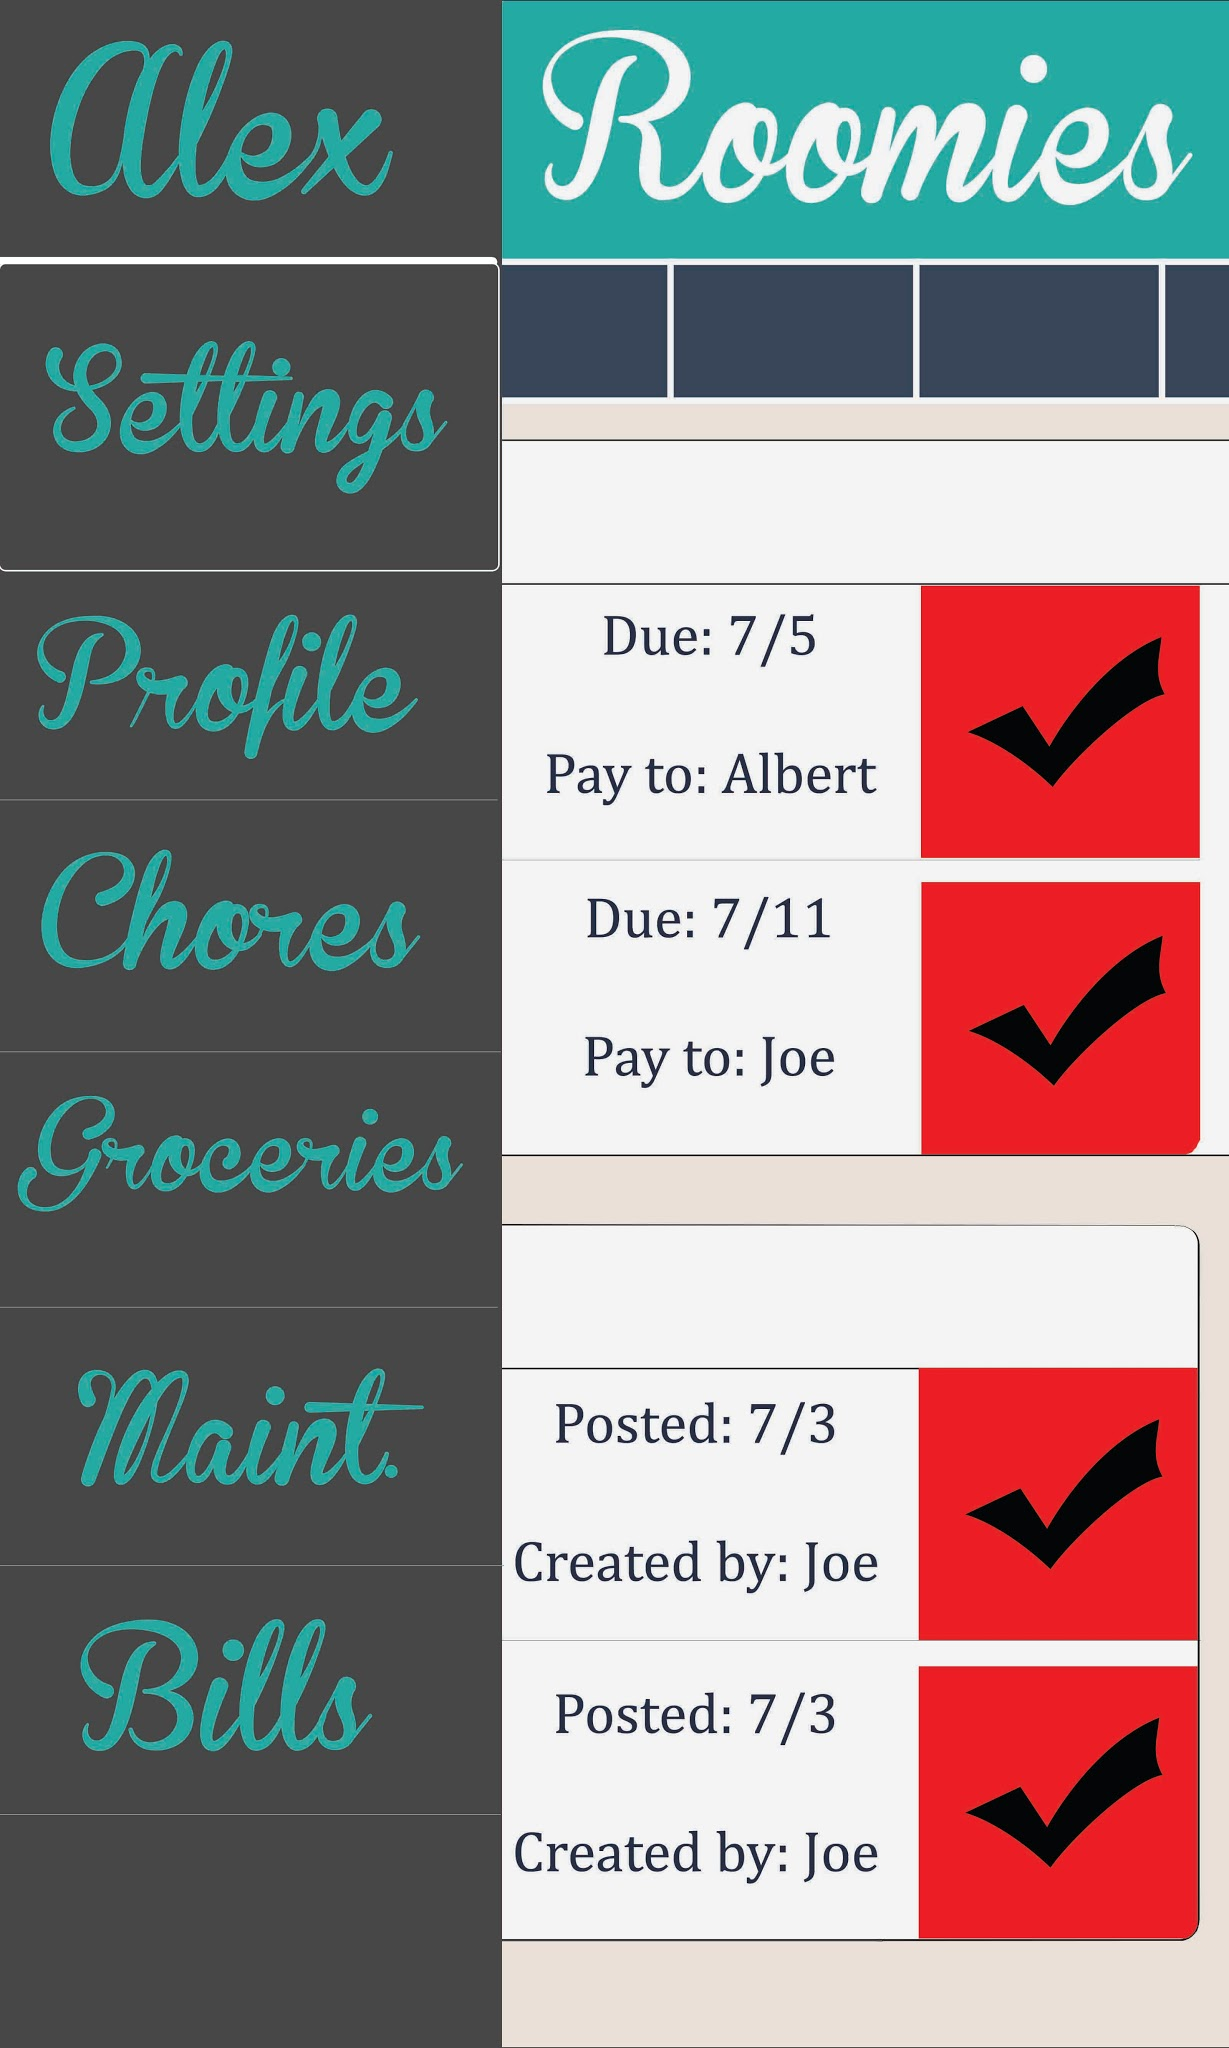 Alex
Settings
Profile
Chores
Groceries
Maint.
Bills
Roomies
Due: 7/5
Pay to: Albert
Due: 7/11
Pay to: Joe
Posted: 7/3
Created by: Joe
Posted: 7/3
Created by: Joe